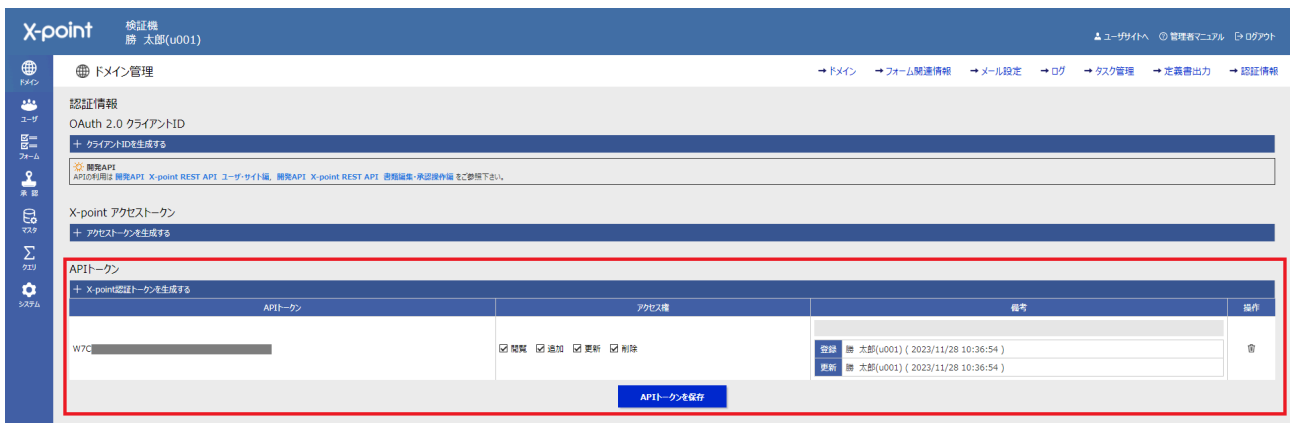 X-point
検証機
勝 太郎(u001)
ユーザサイトへ 管理者マニュアル ログアウト
ドメイン
ドメイン管理
→ ドメイン → フォーム関連情報 → メール設定 → ログ → タスク管理 → 定義書出力 → 認証情報
ユーザ
フォーム
承認
マスタ
クエリ
システム
認証情報
OAuth 2.0 クライアントID
+ クライアントIDを生成する
開発API
APIの利用は 開発API X-point REST API ユーザ・サイト編, 開発API X-point REST API 書類編集・承認操作編 をご参照下さい。
X-point アクセストークン
+ アクセストークンを生成する
APIトークン
+ X-point認証トークンを生成する
APIトークン アクセス権 備考 操作
W7C
閲覧 追加 更新 削除
登録 勝 太郎(u001) ( 2023/11/28 10:36:54 )
更新 勝 太郎(u001) ( 2023/11/28 10:36:54 )
APIトークンを保存